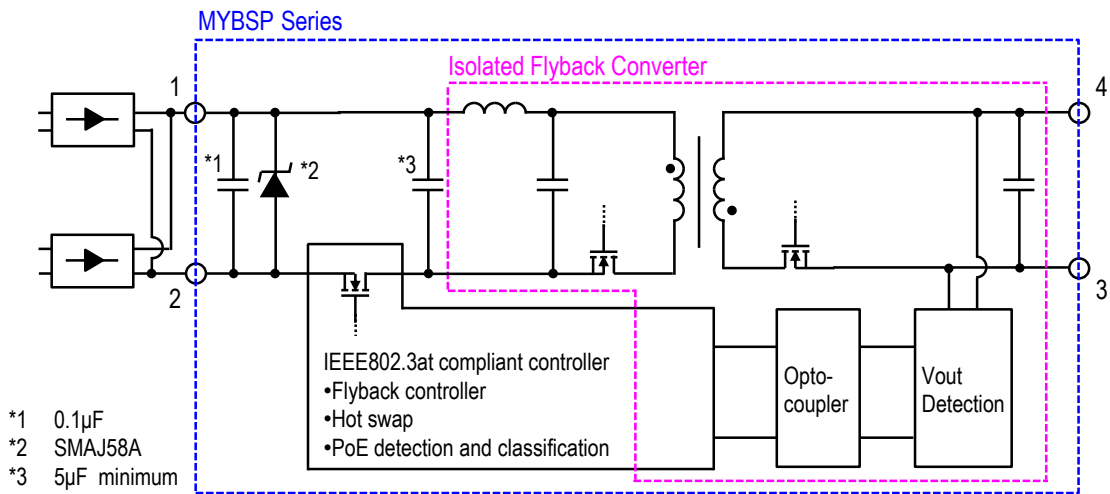 MYBSP Series
Isolated Flyback Converter
1
4
*1
*2
*3
2
3
IEEE802.3at compliant controller
•Flyback controller
•Hot swap
•PoE detection and classification
Opto-
coupler
Vout
Detection
*1 0.1µF
*2 SMAJ58A
*3 5µF minimum